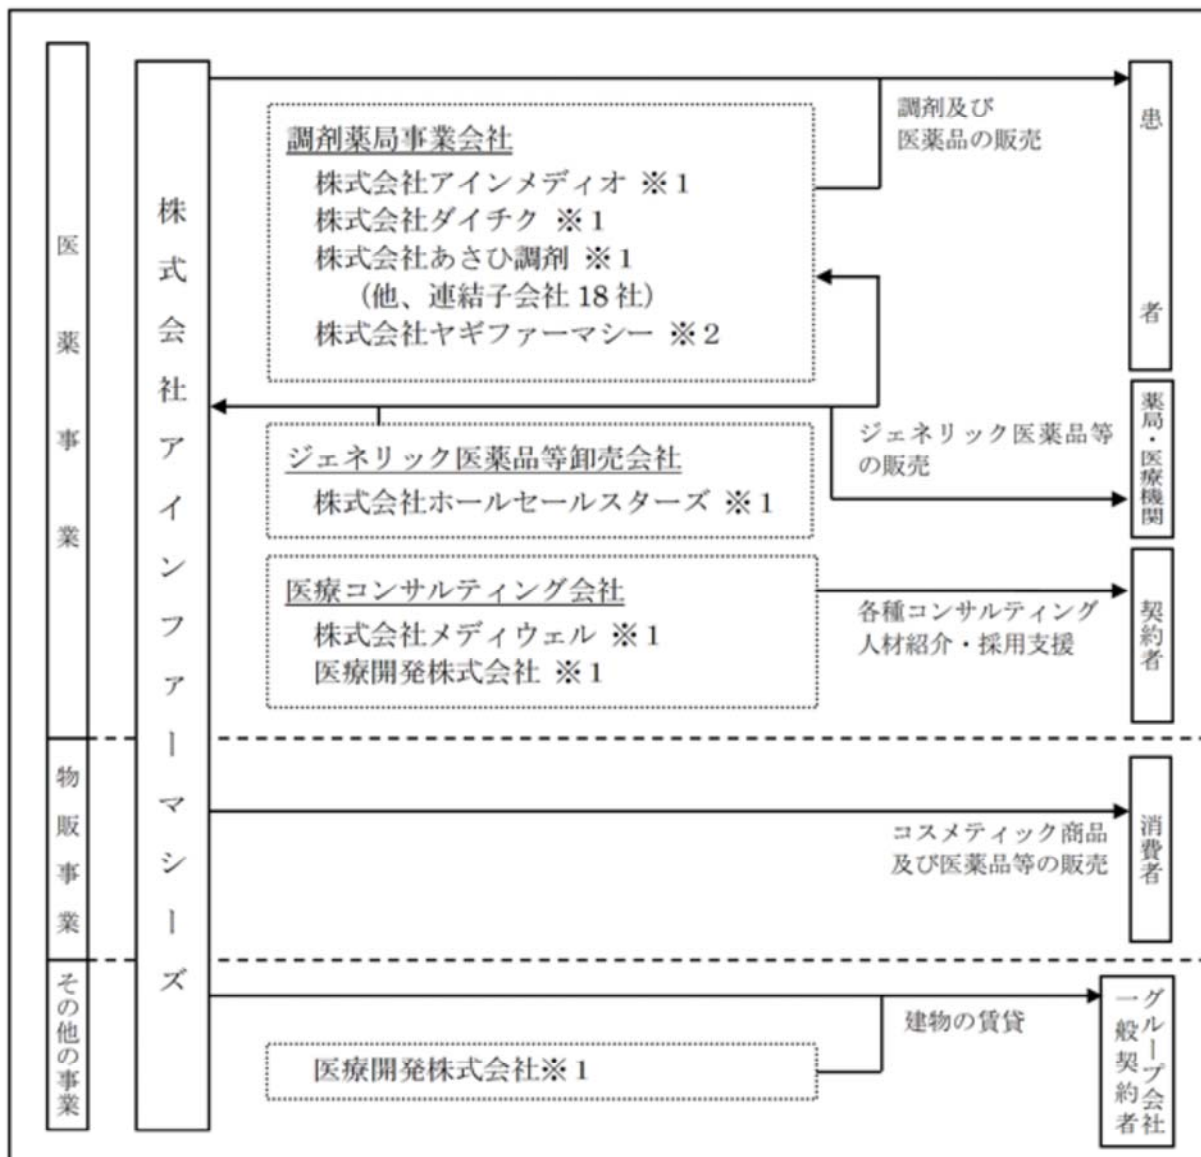 医薬事業
株式会社アインファーマシーズ
調剤薬局事業会社
株式会社アインメディオ ※1
株式会社ダイチク ※1
株式会社あさひ調剤 ※1
（他、連結子会社 18 社）
株式会社ヤギファーマシー ※2
調剤及び
医薬品の販売
患者
ジェネリック医薬品等卸売会社
株式会社ホールセールスターズ ※1
ジェネリック医薬品等
の販売
薬局・医療機関
医療コンサルティング会社
株式会社メディウェル ※1
医療開発株式会社 ※1
各種コンサルティング
人材紹介・採用支援
契約者
物販事業
コスメティック商品
及び医薬品等の販売
消費者
その他の事業
建物の賃貸
医療開発株式会社※1
グループ会社
一般契約者